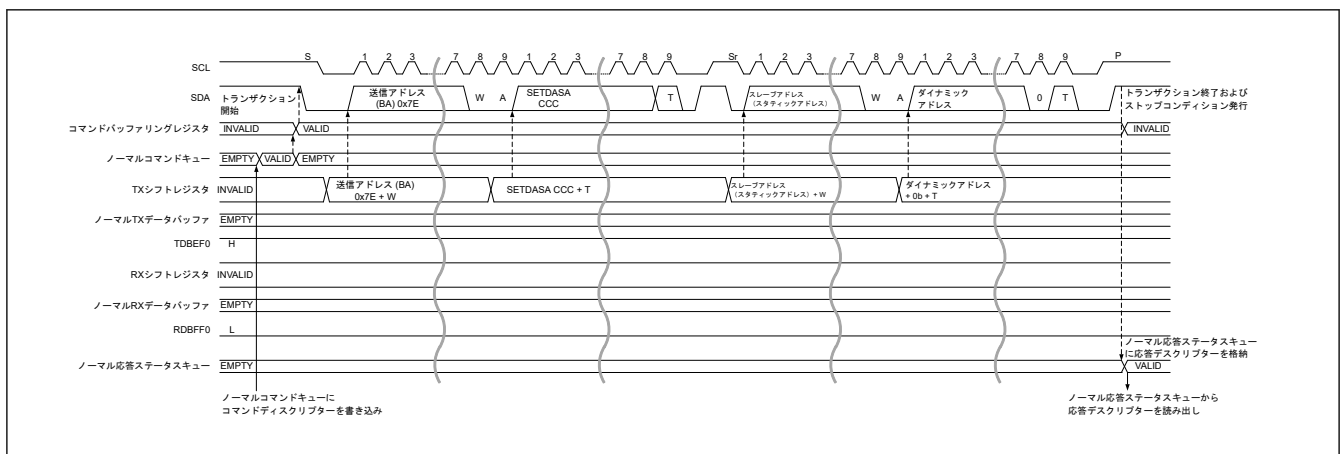 S 1 2 3 7 8 9 1 2 3 7 8 9 Sr 1 2 3 7 8 9 1 2 3 7 8 9 P
SCL
SDA
トランザクション
開始
送信アドレス
(BA) 0x7E
W A
SETDASA
CCC
T
スレーブアドレス
(スタティックアドレス)
W A
ダイナミック
アドレス
0 T
トランザクション終了および
ストップコンディション発行
コマンドバッファリングレジスタ INVALID VALID INVALID
ノーマルコマンドキュー EMPTY VALID EMPTY
TXシフトレジスタ INVALID
送信アドレス (BA)
0x7E + W
SETDASA CCC + T
スレーブアドレス
(スタティックアドレス) + W
ダイナミックアドレス
+ 0b + T
ノーマルTXデータバッファ EMPTY
TDBEF0 H
RXシフトレジスタ INVALID
ノーマルRXデータバッファ EMPTY
RDBFF0 L
ノーマル応答ステータスキュー
に応答デスクリプターを格納
ノーマル応答ステータスキュー EMPTY VALID
ノーマルコマンドキューに
コマンドディスクリプターを書き込み
ノーマル応答ステータスキューから
応答デスクリプターを読み出し